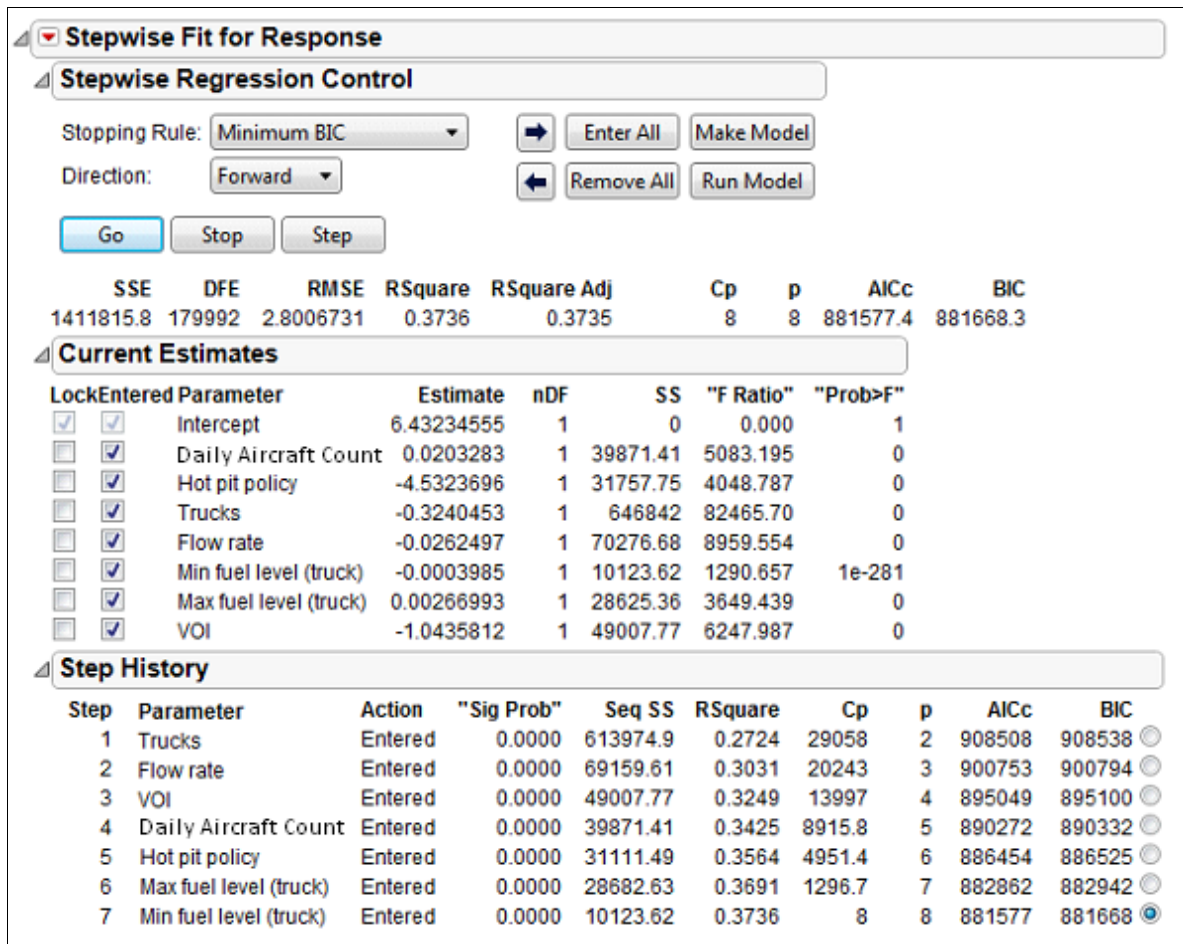 Stepwise Fit for Response
Stepwise Regression Control
Stopping Rule: Minimum BIC Enter All Make Model
Direction: Forward Remove All Run Model
Go Stop Step
SSE DFE RMSE RSquare RSquare Adj Cp p AICc BIC
1411815.8 179992 2.8006731 0.3736 0.3735 8 8 881577.4 881668.3
Current Estimates
Lock Entered Parameter Estimate nDF SS "F Ratio" "Prob>F"
Intercept 6.43234555 1 0 0.000 1
Daily Aircraft Count 0.0203283 1 39871.41 5083.195 0
Hot pit policy -4.5323696 1 31757.75 4048.787 0
Trucks -0.3240453 1 646842 82465.70 0
Flow rate -0.0262497 1 70276.68 8959.554 0
Min fuel level (truck) -0.0003985 1 10123.62 1290.657 1e-281
Max fuel level (truck) 0.00266993 1 28625.36 3649.439 0
VOI -1.0435812 1 49007.77 6247.987 0
Step History
Step Parameter Action "Sig Prob" Seq SS RSquare Cp p AICc BIC
1 Trucks Entered 0.0000 613974.9 0.2724 29058 2 908508 908538
2 Flow rate Entered 0.0000 69159.61 0.3031 20243 3 900753 900794
3 VOI Entered 0.0000 49007.77 0.3249 13997 4 895049 895100
4 Daily Aircraft Count Entered 0.0000 39871.41 0.3425 8915.8 5 890272 890332
5 Hot pit policy Entered 0.0000 31111.49 0.3564 4951.4 6 886454 886525
6 Max fuel level (truck) Entered 0.0000 28682.63 0.3691 1296.7 7 882862 882942
7 Min fuel level (truck) Entered 0.0000 10123.62 0.3736 8 8 881577 881668